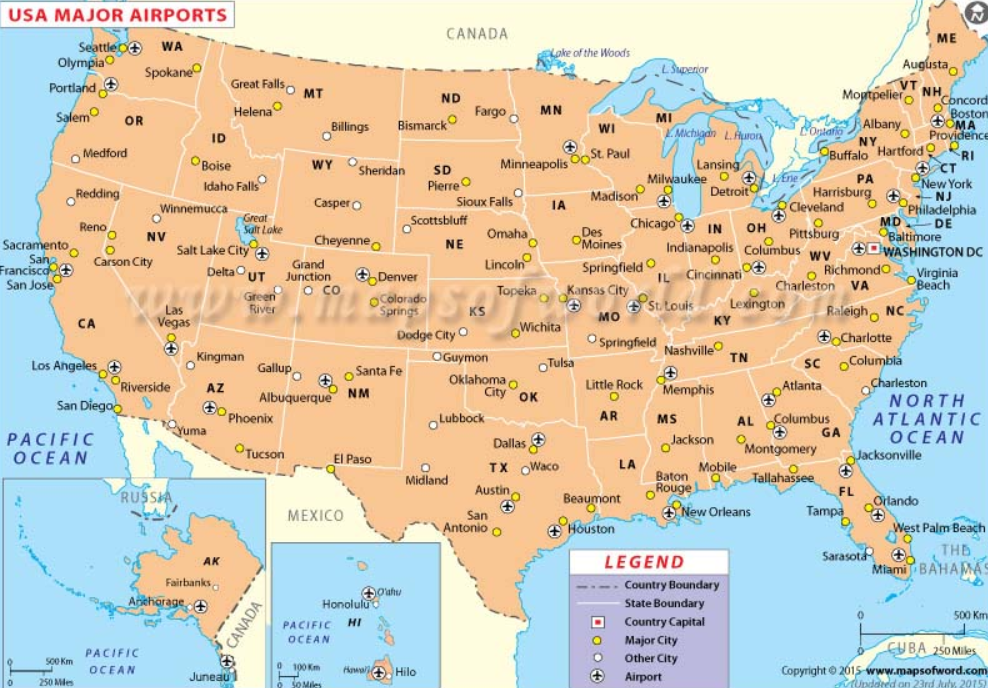 USA MAJOR AIRPORTS
CANADA
Lake of the Woods
L. Superior
L. Michigan
L. Huron
L. Ontario
L. Erie
ME
Augusta
VT
NH
Montpelier
Concord
Boston
MA
Albany
Providence
NY
Hartford
RI
CT
Buffalo
New York
NJ
PA
Harrisburg
Philadelphia
DE
MD
Baltimore
WASHINGTON DC
Pittsburg
WV
Richmond
Virginia
Beach
VA
Charleston
Raleigh
NC
Charlotte
SC
Columbia
Charleston
Seattle
WA
Olympia
Spokane
Portland
Salem
OR
Medford
ID
Boise
Idaho Falls
Great Falls
MT
Helena
Billings
WY
Sheridan
Casper
Cheyenne
ND
Fargo
Bismarck
SD
Pierre
Sioux Falls
MN
Minneapolis
St. Paul
WI
MI
Milwaukee
Madison
Lansing
Detroit
Chicago
IA
Des
Moines
Scottsbluff
NE
Omaha
Lincoln
IN
OH
Cleveland
Columbus
Indianapolis
Cincinati
Springfield
IL
Redding
Winnemucca
Reno
NV
Carson City
Sacramento
San
Francisco
San Jose
CA
Las
Vegas
Los Angeles
Riverside
San Diego
Great
Salt Lake
Salt Lake City
Delta
UT
Green
River
Grand
Junction
CO
Denver
Colorado
Springs
Topeka
Kansas City
St. Louis
KS
MO
Dodge City
Wichita
Springfield
Lexington
KY
Nashville
TN
Memphis
Kingman
AZ
Phoenix
Yuma
Tucson
Gallup
Santa Fe
Albuquerque
NM
El Paso
Guymon
Tulsa
Oklahoma
City
OK
Little Rock
AR
MS
Jackson
AL
Atlanta
Columbus
GA
Montgomery
Lubbock
Dallas
TX
Waco
Midland
Austin
San
Antonio
Beaumont
Houston
LA
Baton
Rouge
New Orleans
Mobile
Tallahassee
Jacksonville
FL
Orlando
Tampa
West Palm Beach
Sarasota
Miami
THE
BAHAMAS
CUBA
PACIFIC
OCEAN
NORTH
ATLANTIC
OCEAN
MEXICO
www.mapsofworld.com
RUSSIA
AK
Fairbanks
Anchorage
CANADA
PACIFIC
OCEAN
Juneau
500 Km
0
250 Miles
O'ahu
Honolulu
HI
PACIFIC
OCEAN
Hawai'i
Hilo
100 Km
0
50 Miles
LEGEND
Country Boundary
State Boundary
Country Capital
Major City
Other City
Airport
500 Km
0
250 Miles
Copyright © 2015 www.mapsofworld.com
(Updated on 23rd July, 2015)
N